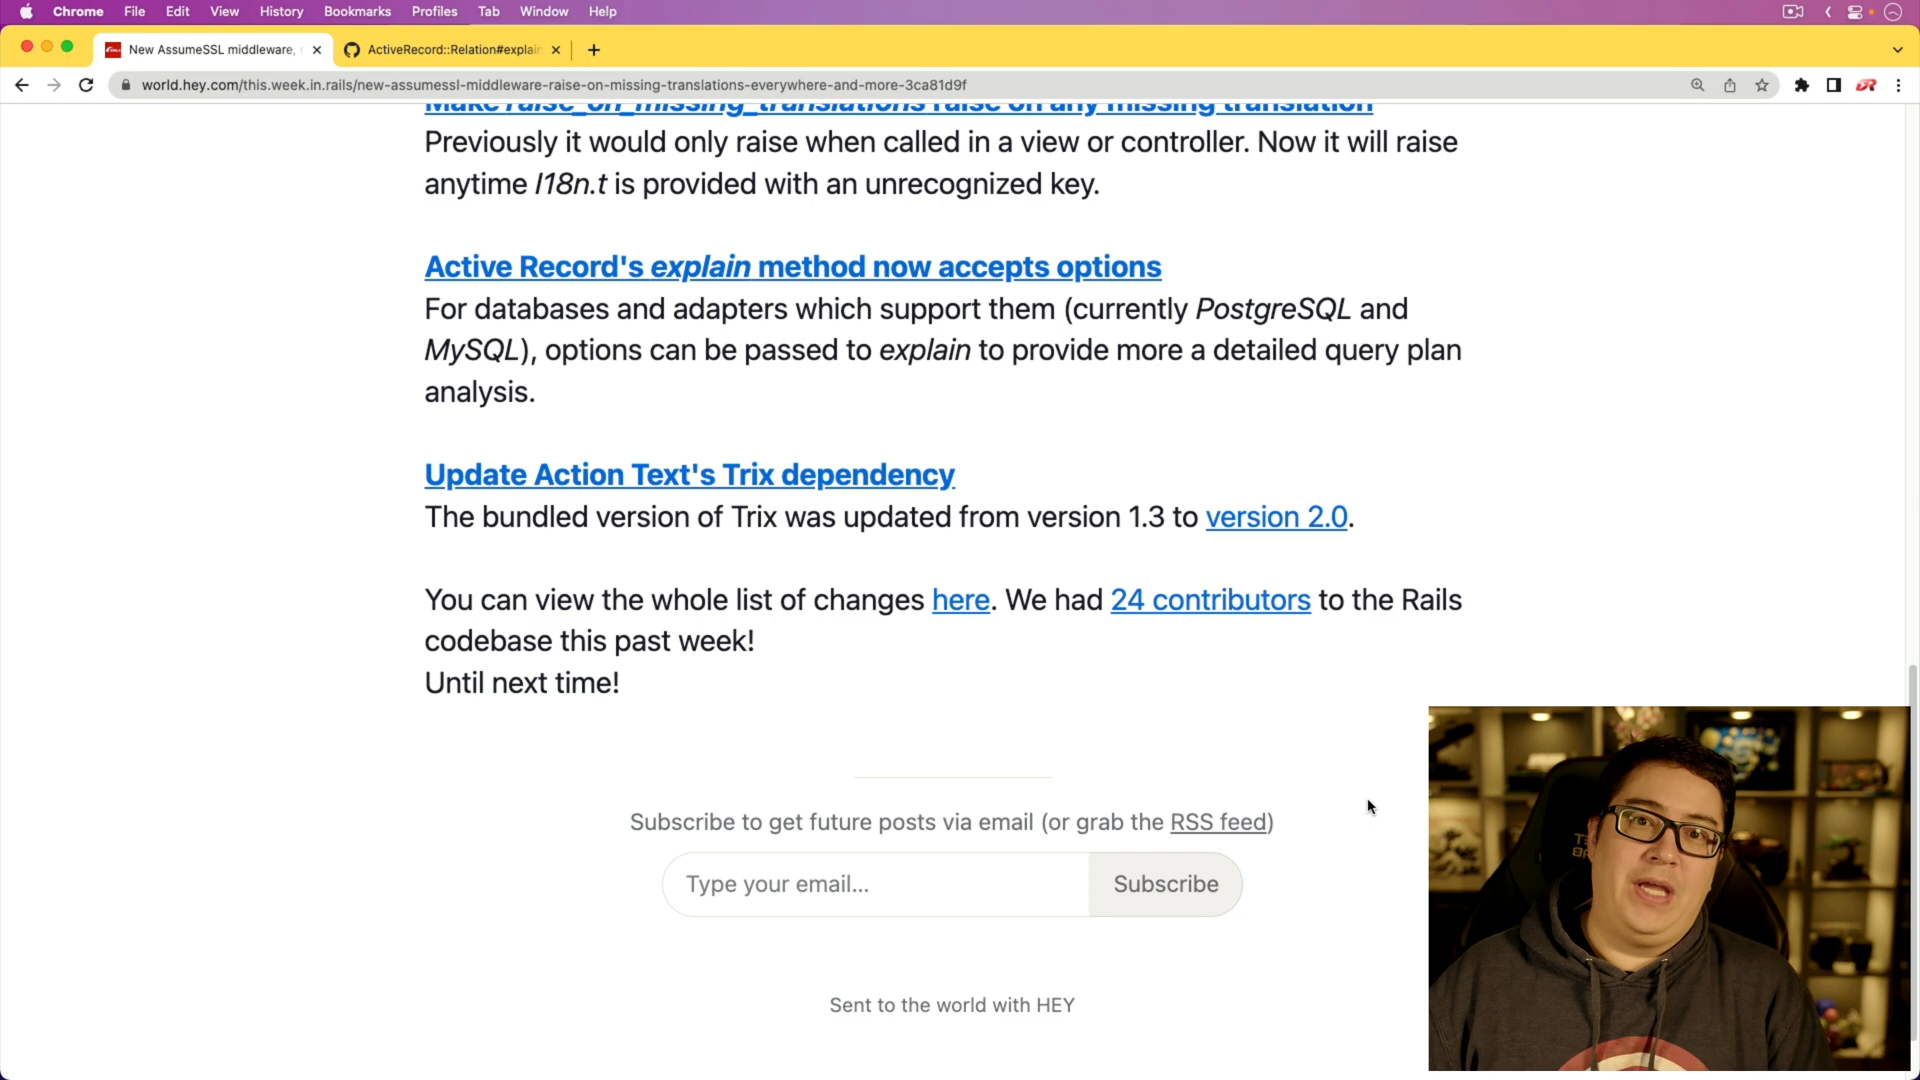 Chrome File Edit View History Bookmarks Profiles Tab Window Help
New AssumeSSL middleware,
ActiveRecord::Relation#explain
world.hey.com/this.week.in.rails/new-assumessl-middleware-raise-on-missing-translations-everywhere-and-more-3ca81d9f
Make raise_on_missing_translations raise on any missing translation
Previously it would only raise when called in a view or controller. Now it will raise
anytime I18n.t is provided with an unrecognized key.
Active Record's explain method now accepts options
For databases and adapters which support them (currently PostgreSQL and
MySQL), options can be passed to explain to provide more a detailed query plan
analysis.
Update Action Text's Trix dependency
The bundled version of Trix was updated from version 1.3 to version 2.0.
You can view the whole list of changes here. We had 24 contributors to the Rails
codebase this past week!
Until next time!
Subscribe to get future posts via email (or grab the RSS feed)
Type your email...
Subscribe
Sent to the world with HEY